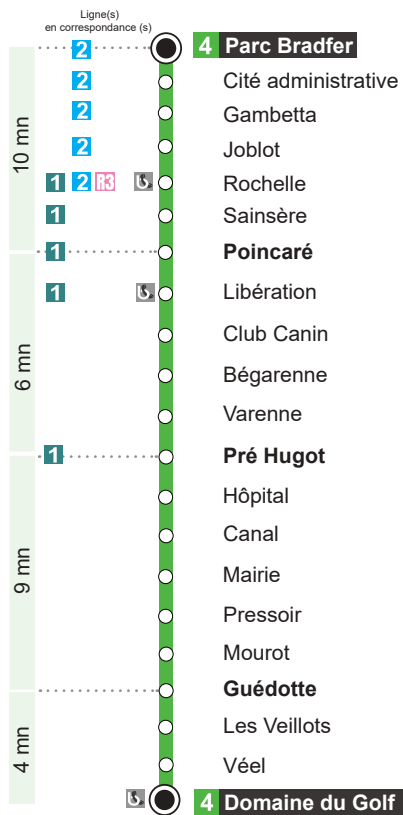 Ligne(s)
en correspondance (s)
2 4 Parc Bradfer
2 Cité administrative
2 Gambetta
2 Joblot
10 mn
1 2 R3 Rochelle
1 Sainsère
1 Poincaré
1 Libération
Club Canin
6 mn
Bégarenne
Varenne
1 Pré Hugot
Hôpital
Canal
9 mn
Mairie
Pressoir
Mourot
Guédotte
Les Veillots
4 mn
Véel
4 Domaine du Golf